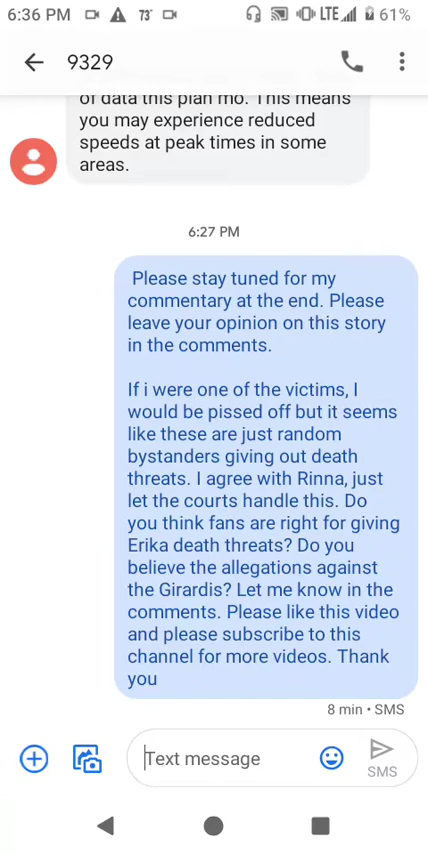 6:36 PM 73° LTE 61%
9329
of data this plan mo. This means
you may experience reduced
speeds at peak times in some
areas.
6:27 PM
Please stay tuned for my
commentary at the end. Please
leave your opinion on this story
in the comments.
If i were one of the victims, I
would be pissed off but it seems
like these are just random
bystanders giving out death
threats. I agree with Rinna, just
let the courts handle this. Do
you think fans are right for giving
Erika death threats? Do you
believe the allegations against
the Girardis? Let me know in the
comments. Please like this video
and please subscribe to this
channel for more videos. Thank
you
8 min • SMS
Text message
SMS